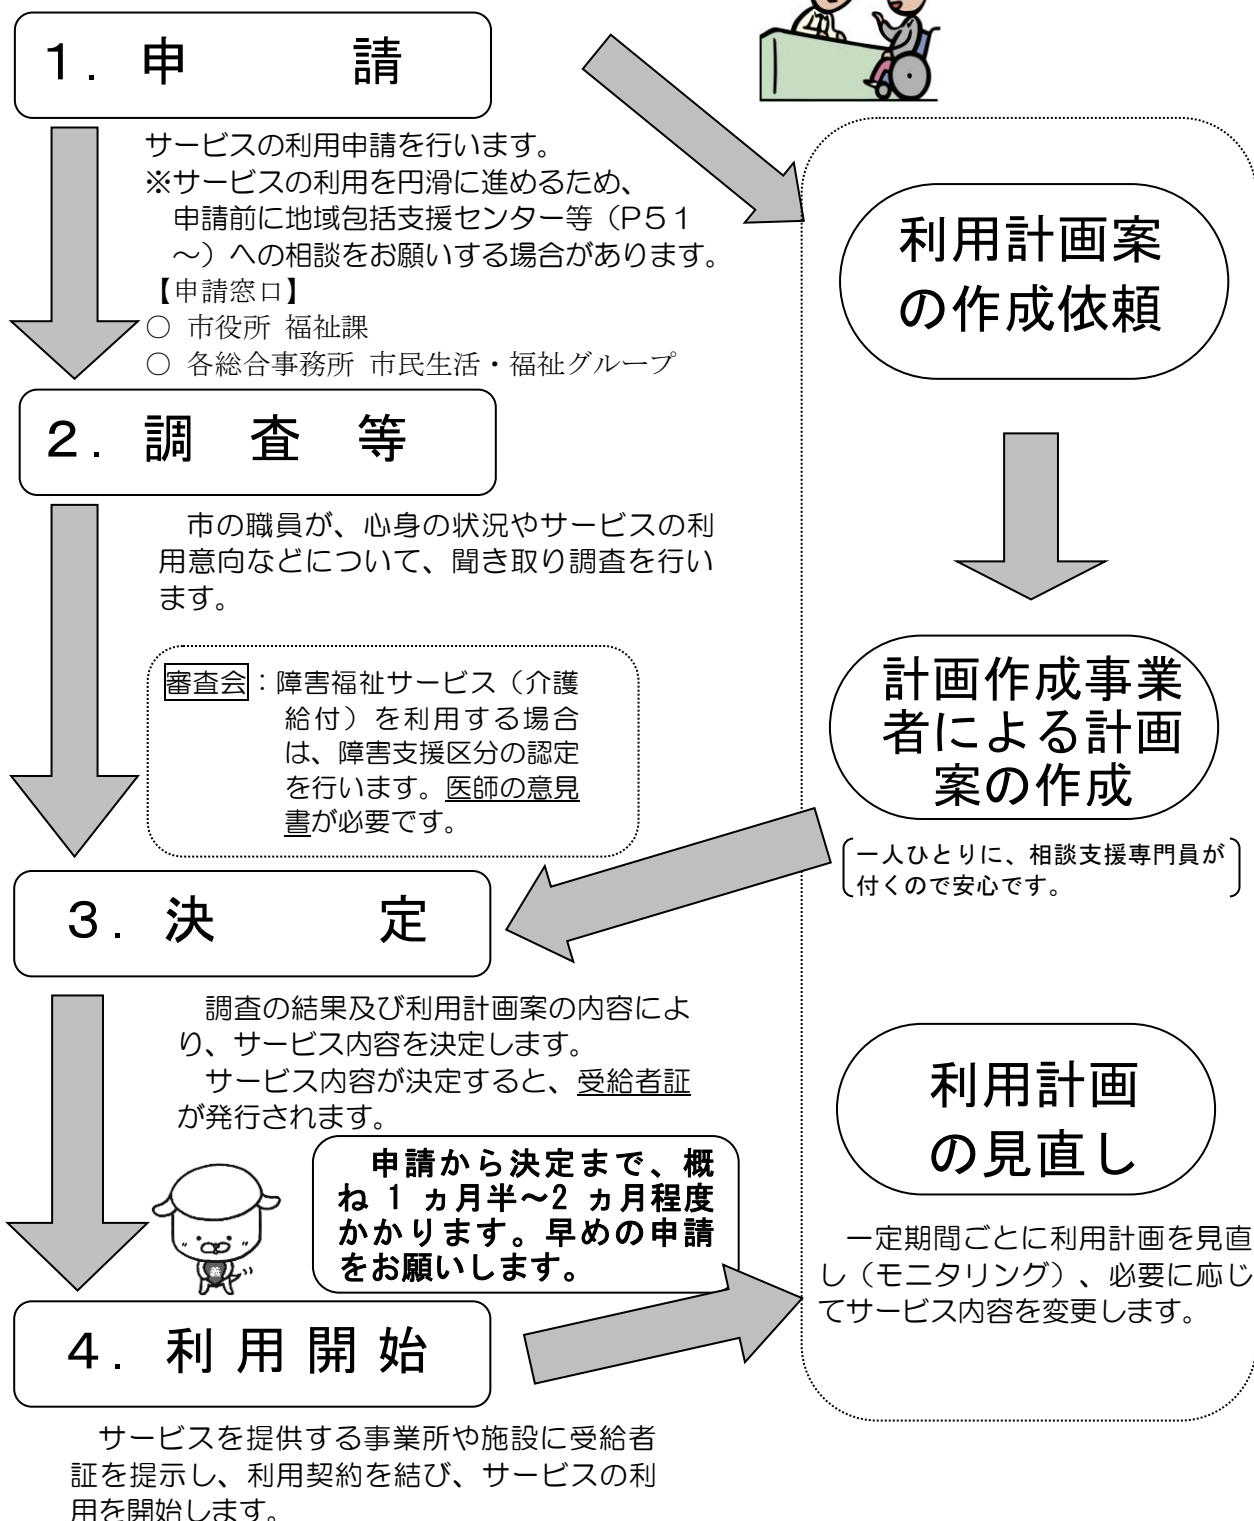 １．申　　　請
サービスの利用申請を行います。
※サービスの利用を円滑に進めるため、
申請前に地域包括支援センター等（P５１
～）への相談をお願いする場合があります。
【申請窓口】
○ 市役所 福祉課
○ 各総合事務所 市民生活・福祉グループ
２．調　査　等
市の職員が、心身の状況やサービスの利
用意向などについて、聞き取り調査を行い
ます。
審査会：障害福祉サービス（介護
給付）を利用する場合
は、障害支援区分の認定
を行います。医師の意見
書が必要です。
３．決　　　定
調査の結果及び利用計画案の内容によ
り、サービス内容を決定します。
サービス内容が決定すると、受給者証
が発行されます。
申請から決定まで、概
ね 1 ヵ月半～2 ヵ月程度
かかります。早めの申請
をお願いします。
義
４．利 用 開 始
サービスを提供する事業所や施設に受給者
証を提示し、利用契約を結び、サービスの利
用を開始します。
利用計画案
の作成依頼
計画作成事業
者による計画
案の作成
一人ひとりに、相談支援専門員が
付くので安心です。
利用計画
の見直し
一定期間ごとに利用計画を見直
し（モニタリング）、必要に応じ
てサービス内容を変更します。